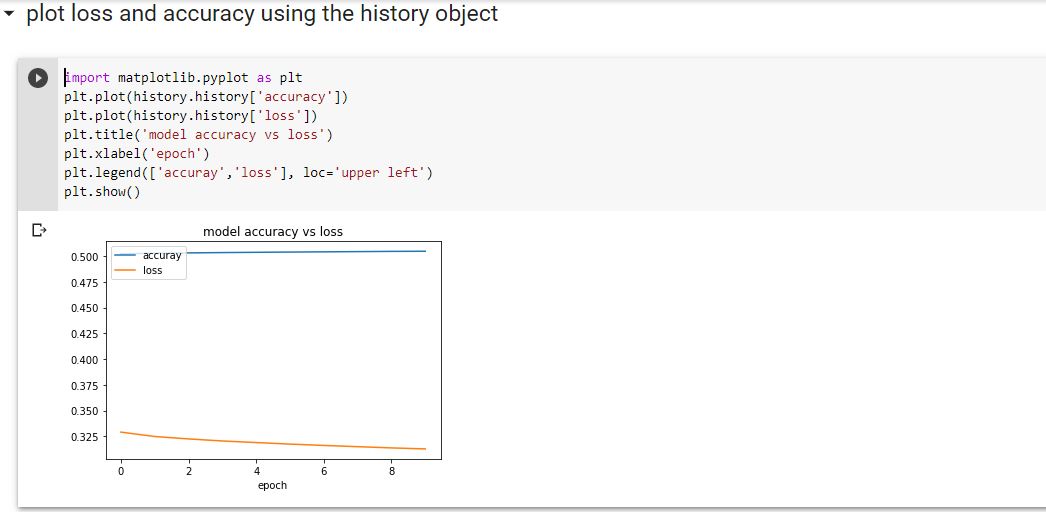 plot loss and accuracy using the history object
import matplotlib.pyplot as plt
plt.plot(history.history['accuracy'])
plt.plot(history.history['loss'])
plt.title('model accuracy vs loss')
plt.xlabel('epoch')
plt.legend(['accuray','loss'], loc='upper left')
plt.show()
model accuracy vs loss
accuray
loss
0.500
0.475
0.450
0.425
0.400
0.375
0.350
0.325
0 2 4 6 8
epoch